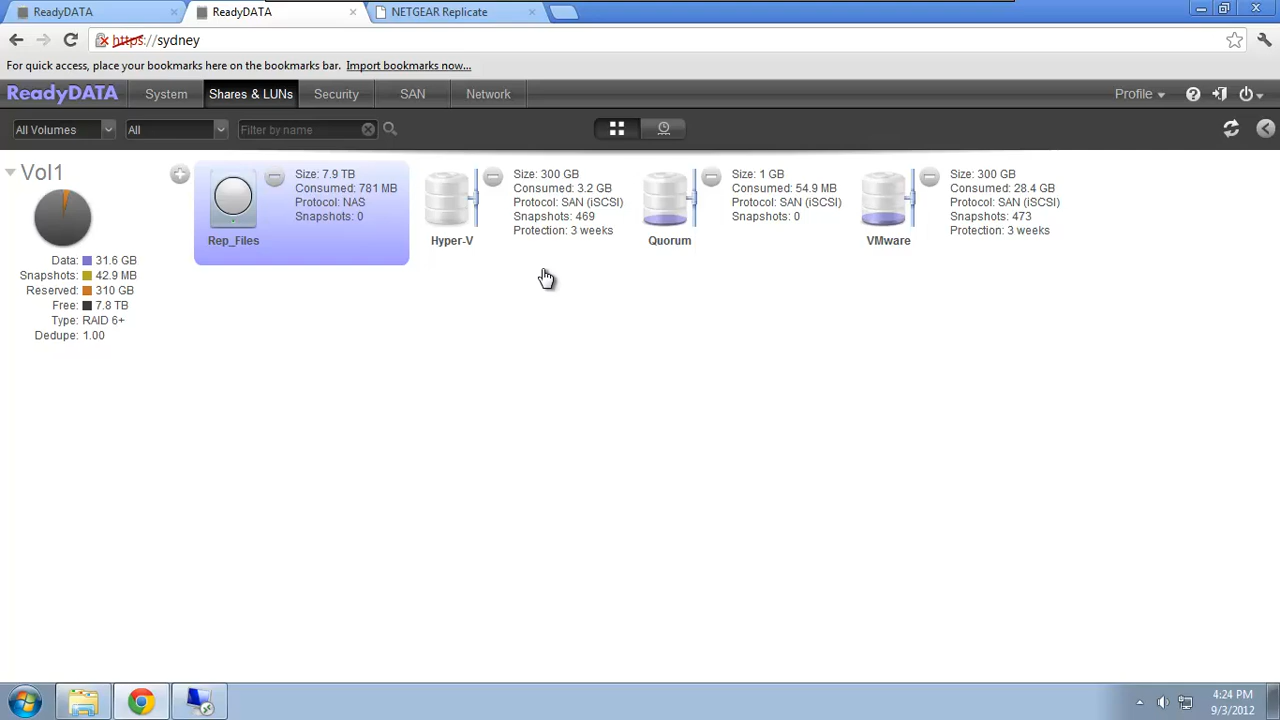 ReadyDATA
ReadyDATA
NETGEAR Replicate
https://sydney
For quick access, place your bookmarks here on the bookmarks bar. Import bookmarks now...
ReadyDATA
System
Shares & LUNs
Security
SAN
Network
Profile
All Volumes
All
Filter by name
Vol1
Data: 31.6 GB
Snapshots: 42.9 MB
Reserved: 310 GB
Free: 7.8 TB
Type: RAID 6+
Dedupe: 1.00
Rep_Files
Size: 7.9 TB
Consumed: 781 MB
Protocol: NAS
Snapshots: 0
Hyper-V
Size: 300 GB
Consumed: 3.2 GB
Protocol: SAN (iSCSI)
Snapshots: 469
Protection: 3 weeks
Quorum
Size: 1 GB
Consumed: 54.9 MB
Protocol: SAN (iSCSI)
Snapshots: 0
VMware
Size: 300 GB
Consumed: 28.4 GB
Protocol: SAN (iSCSI)
Snapshots: 473
Protection: 3 weeks
4:24 PM
9/3/2012